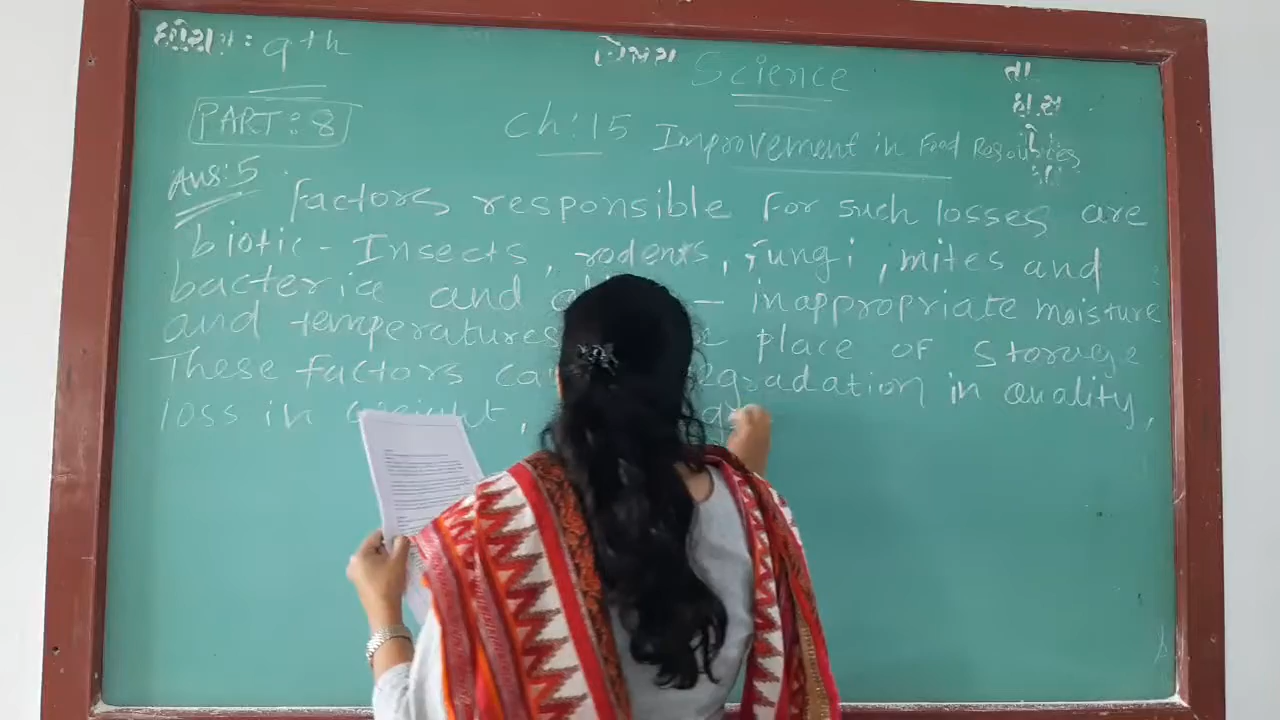 ધોરણ : 9th વિષય Science તા
PART : 8 હાજર
Ch : 15 Improvement in Food Resources
Ans : 5 Factors responsible for such losses are
biotic - Insects, rodents, fungi, mites and
bacteria and - inappropriate moisture
and temperatures place of storage
These factors degradation in quality,
loss in weight,